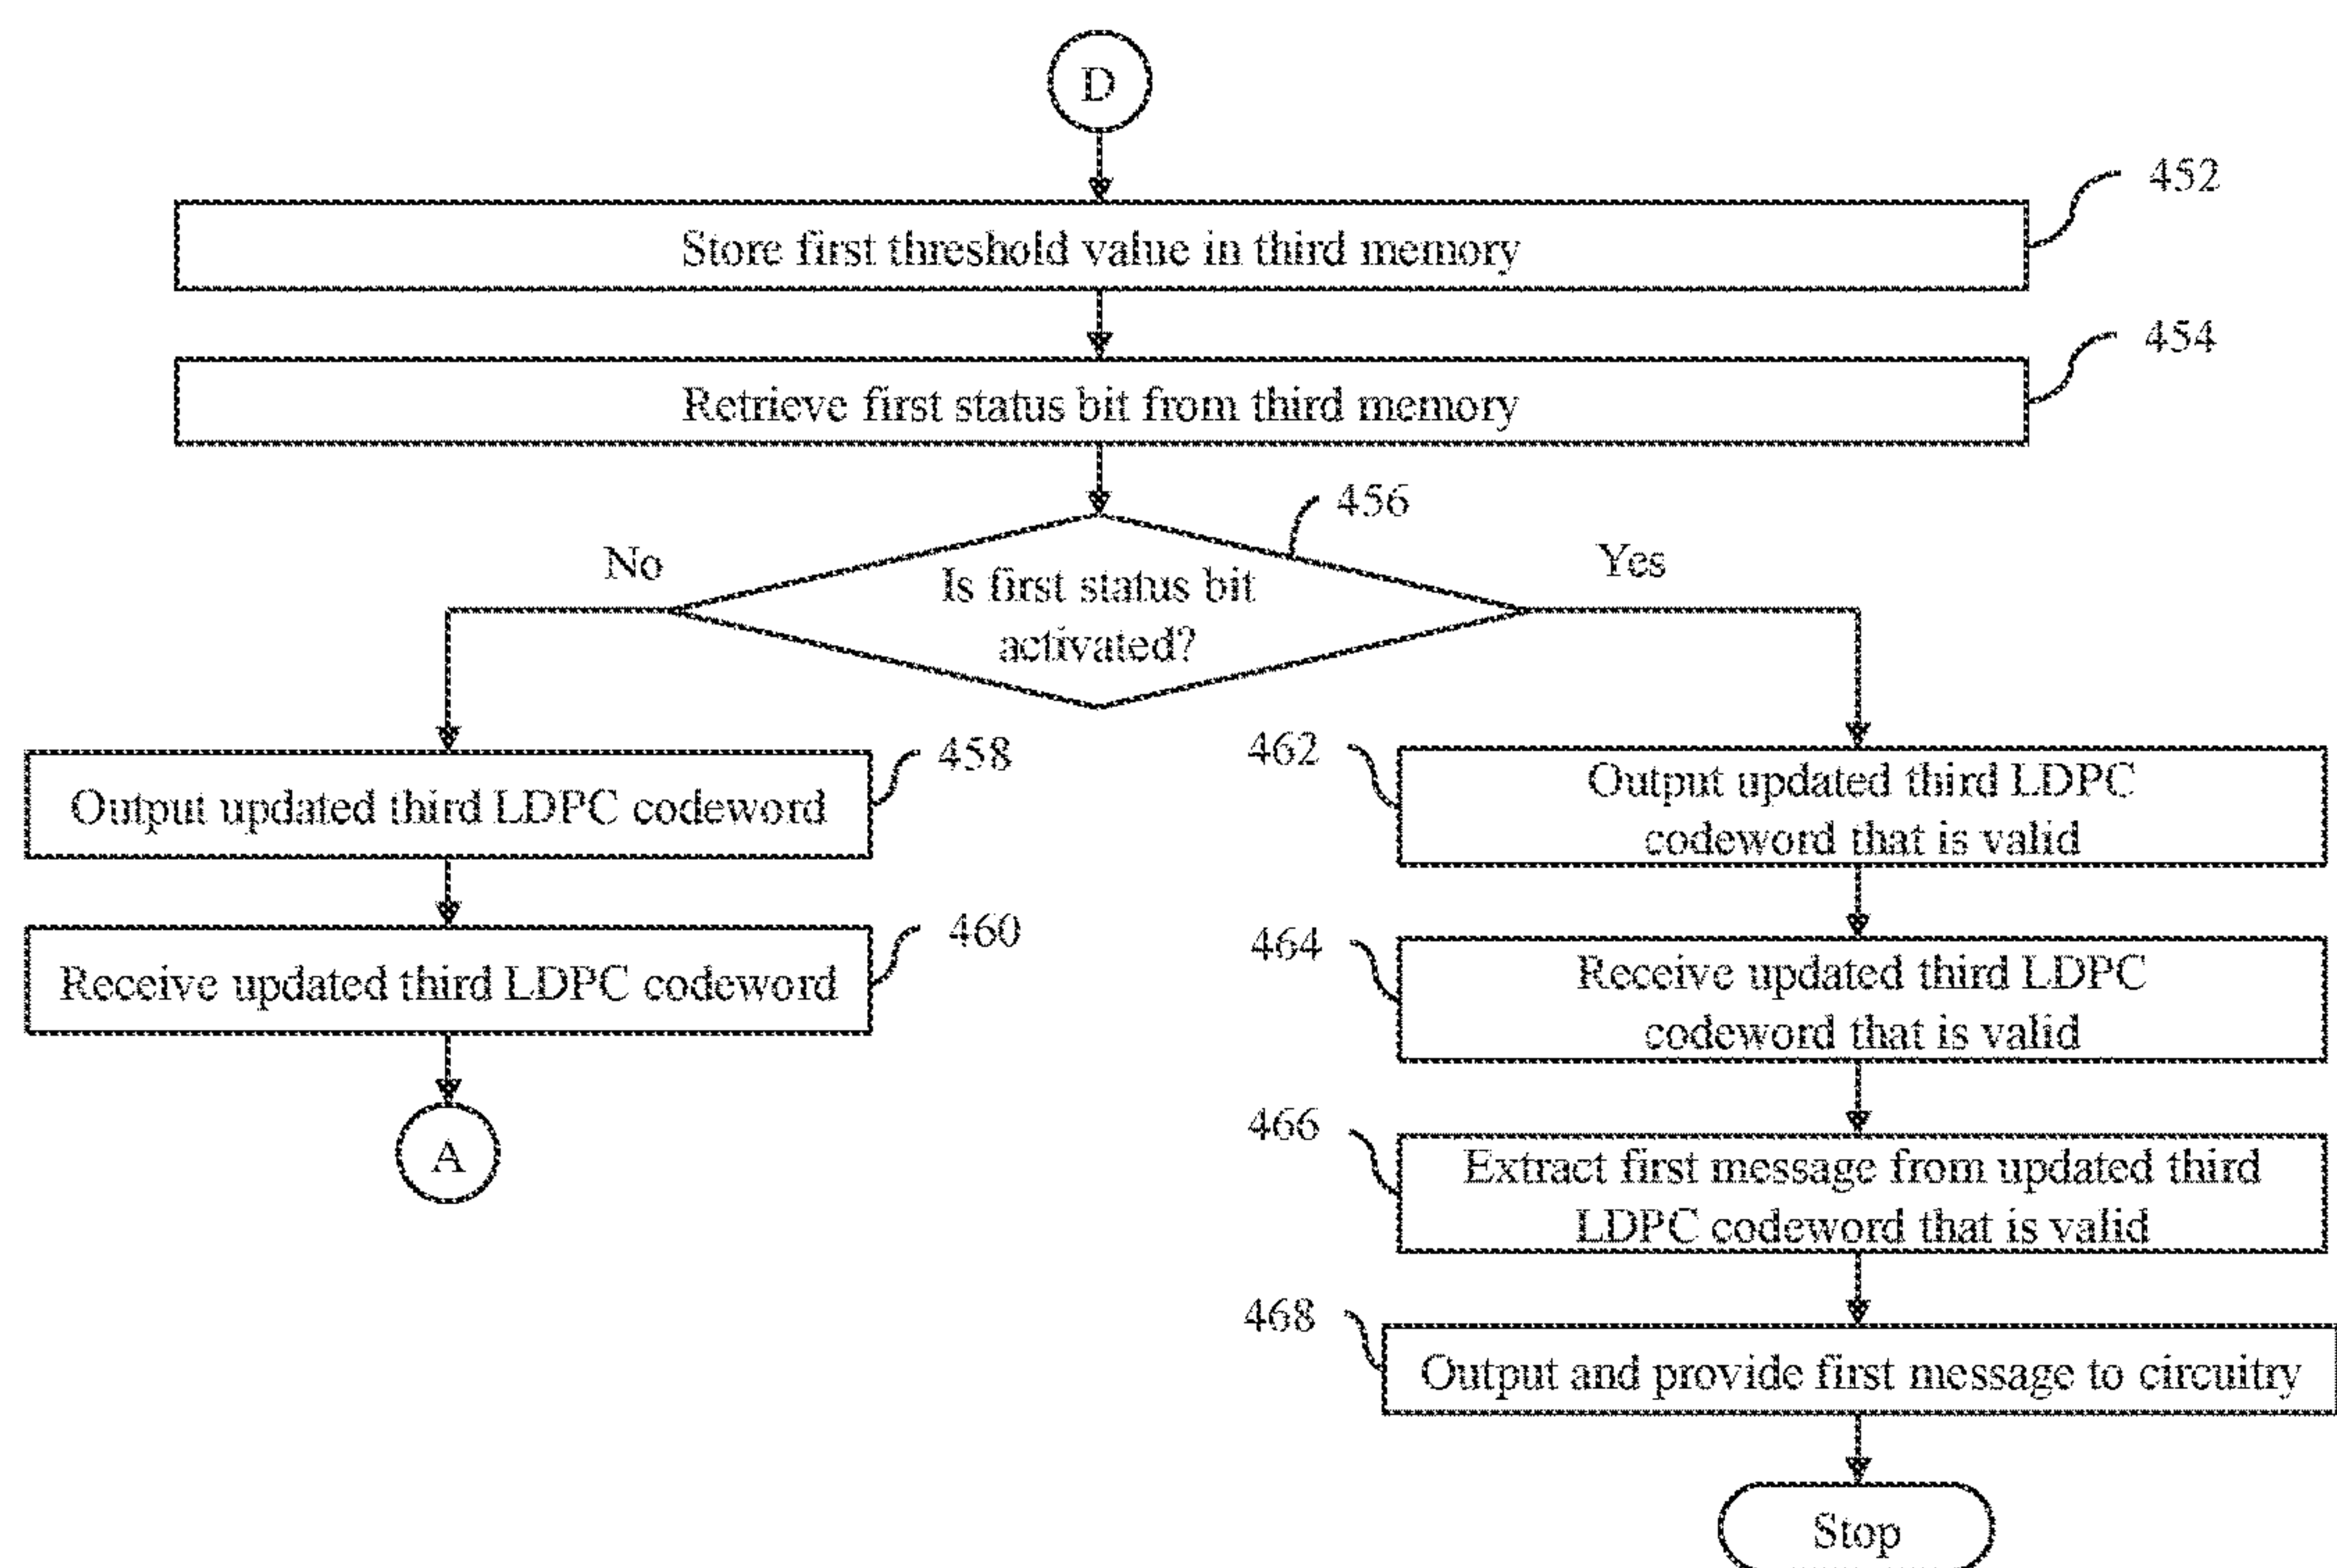 D
452
Store first threshold value in third memory
454
Retrieve first status bit from third memory
456
No
Yes
Is first status bit
activated?
458
Output updated third LDPC codeword
462
Output updated third LDPC
codeword that is valid
460
Receive updated third LDPC codeword
464
Receive updated third LDPC
codeword that is valid
A
466
Extract first message from updated third
LDPC codeword that is valid
468
Output and provide first message to circuitry
Stop